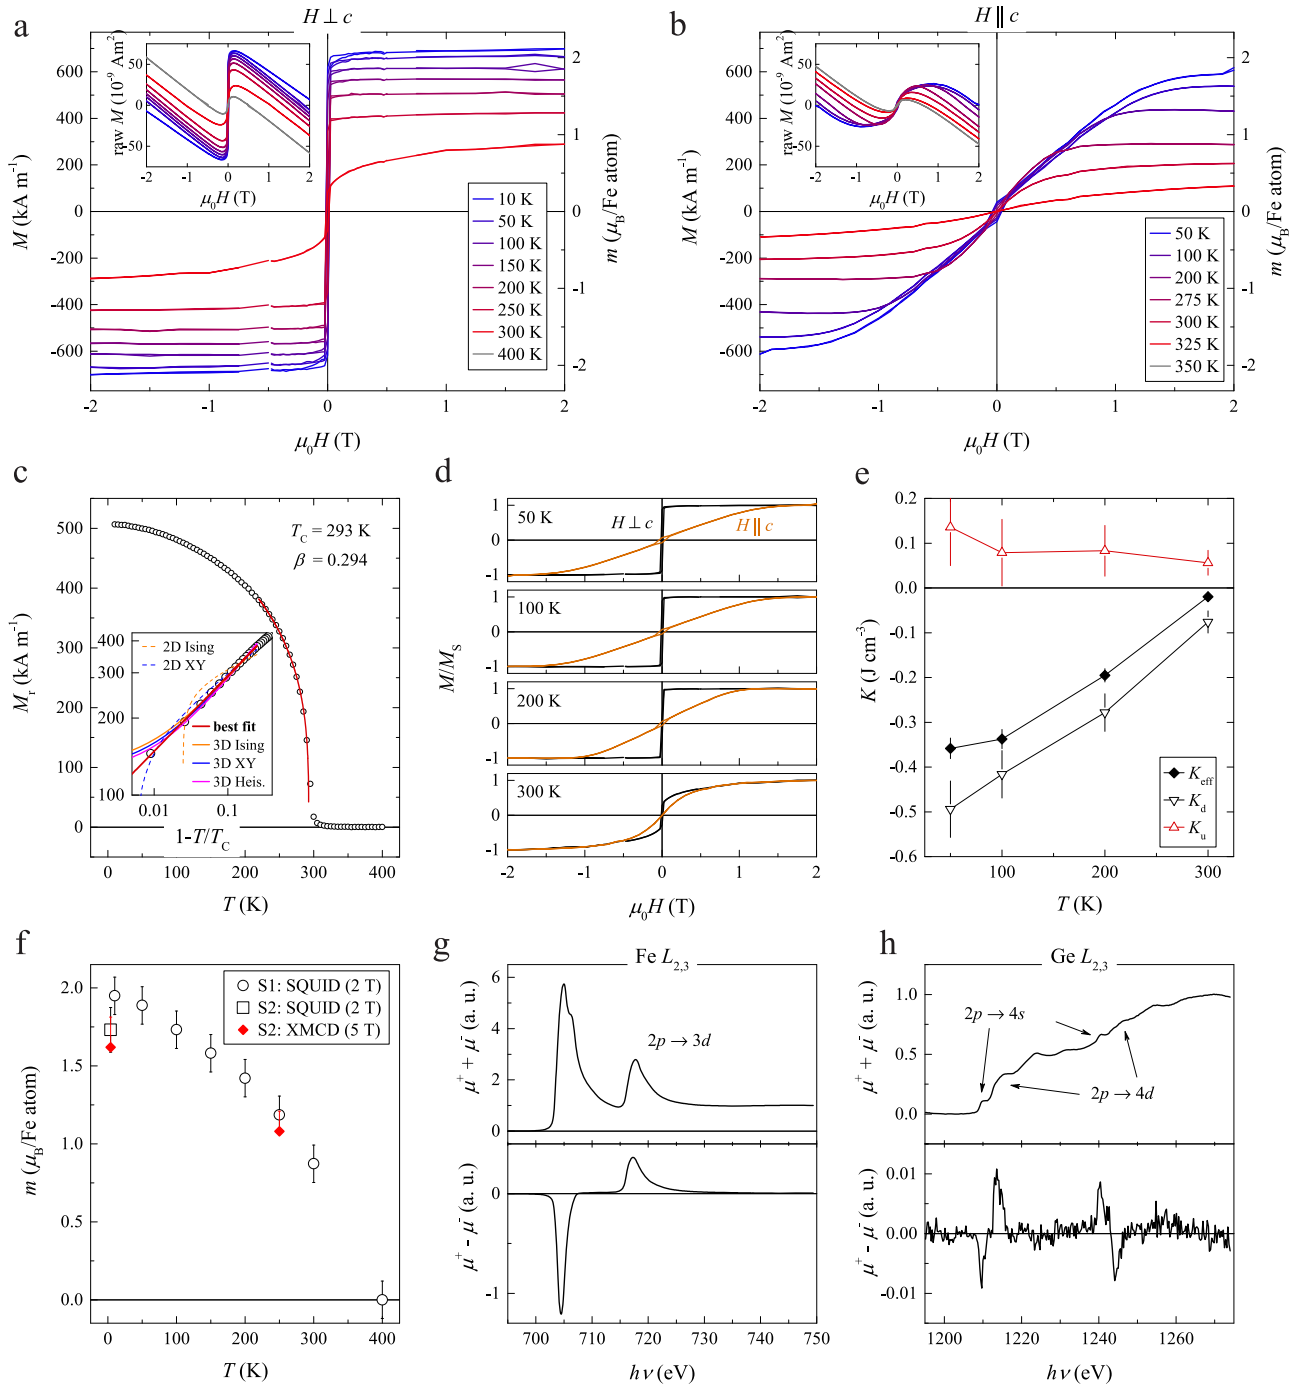 a
H ⊥ c
M (kA m⁻¹)
600
400
200
0
-200
-400
-600
-2
-1
0
1
2
μ₀H (T)
m (μB/Fe atom)
2
1
0
-1
-2
raw M (10⁻⁹ Am²)
50
0
-50
-2
-1
0
1
2
μ₀H (T)
10 K
50 K
100 K
150 K
200 K
250 K
300 K
400 K
b
H ∥ c
M (kA m⁻¹)
600
400
200
0
-200
-400
-600
-2
-1
0
1
2
μ₀H (T)
m (μB/Fe atom)
2
1
0
-1
-2
raw M (10⁻⁹ Am²)
50
0
-50
-2
-1
0
1
2
μ₀H (T)
50 K
100 K
200 K
275 K
300 K
325 K
350 K
c
Mr (kA m⁻¹)
500
400
300
200
100
0
0
100
200
300
400
T (K)
TC = 293 K
β = 0.294
400
300
200
100
0.01
0.1
1-T/TC
2D Ising
2D XY
best fit
3D Ising
3D XY
3D Heis.
d
M/MS
50 K
H ⊥ c
H ∥ c
1
0
-1
100 K
1
0
-1
200 K
1
0
-1
300 K
1
0
-1
-2
-1
0
1
2
μ₀H (T)
e
K (J cm⁻³)
0.2
0.1
0.0
-0.1
-0.2
-0.3
-0.4
-0.5
-0.6
100
200
300
T (K)
Keff
Kd
Ku
f
m (μB/Fe atom)
2.0
1.5
1.0
0.5
0.0
0
100
200
300
400
T (K)
S1: SQUID (2 T)
S2: SQUID (2 T)
S2: XMCD (5 T)
g
Fe L2,3
μ⁺ + μ⁻ (a. u.)
6
4
2
0
2p → 3d
μ⁺ - μ⁻ (a. u.)
0
-1
700
710
720
730
740
750
hν (eV)
h
Ge L2,3
μ⁺ + μ⁻ (a. u.)
1.0
0.5
0.0
2p → 4s
2p → 4d
μ⁺ - μ⁻ (a. u.)
0.01
0.00
-0.01
1200
1220
1240
1260
hν (eV)